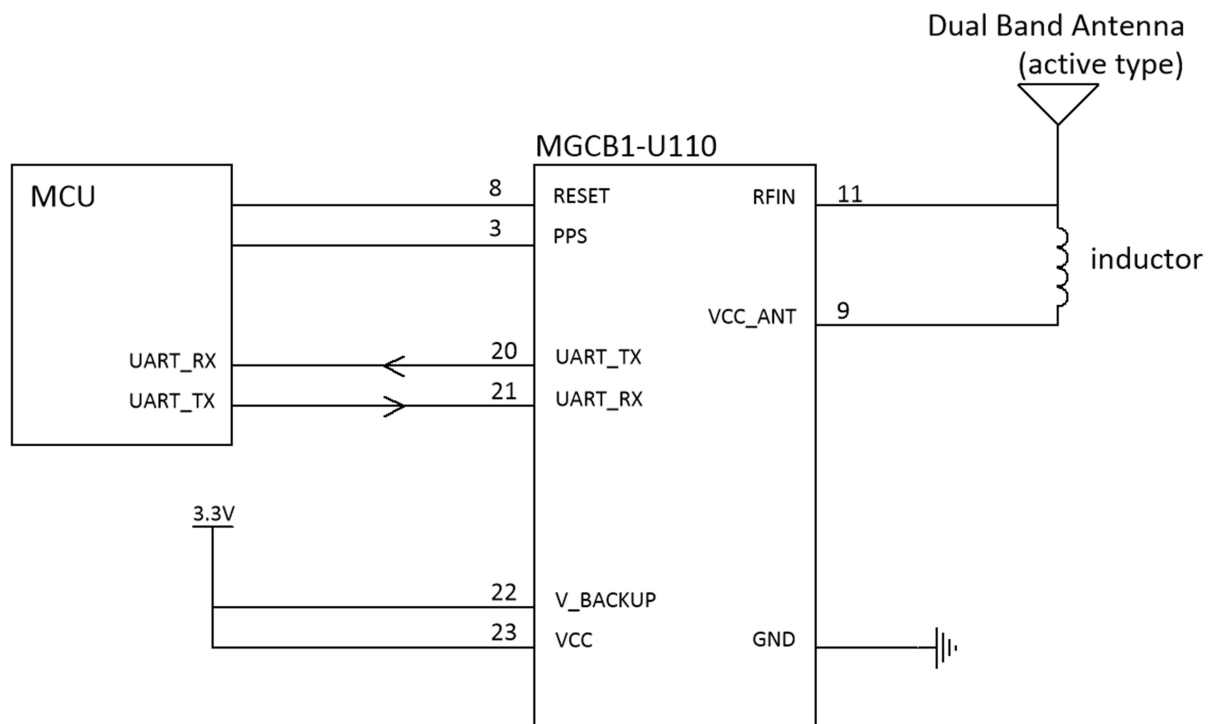 Dual Band Antenna
(active type)
MGCB1-U110
MCU
8
RESET
RFIN
11
3
PPS
inductor
VCC_ANT
9
UART_RX
20
UART_TX
UART_TX
21
UART_RX
3.3V
22
V_BACKUP
23
VCC
GND